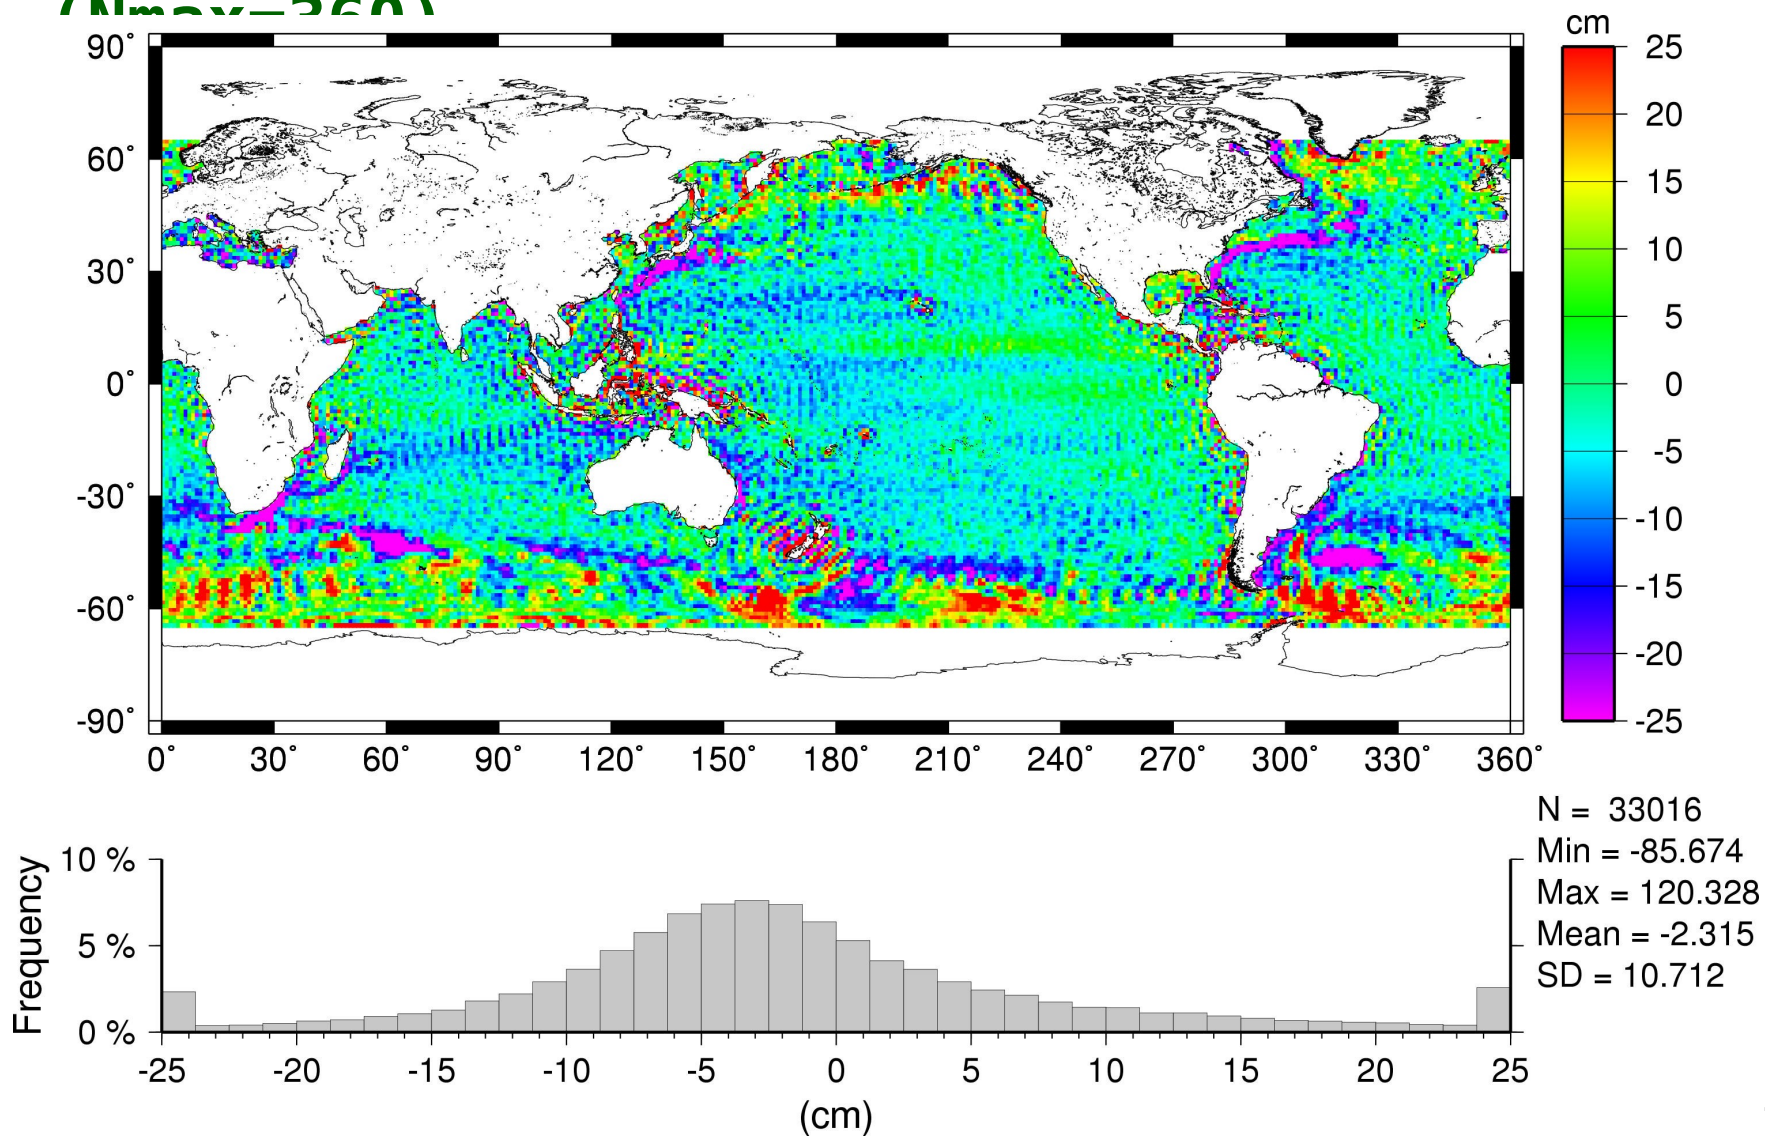 (Nmax=360)
cm
90° 25
20
60° 15
10
30° 5
0° 0
-5
-30° -10
-15
-60° -20
-90° -25
0° 30° 60° 90° 120° 150° 180° 210° 240° 270° 300° 330° 360°
N = 33016
Min = -85.674
Max = 120.328
Mean = -2.315
SD = 10.712
Frequency
10 %
5 %
0 %
-25 -20 -15 -10 -5 0 5 10 15 20 25
(cm)